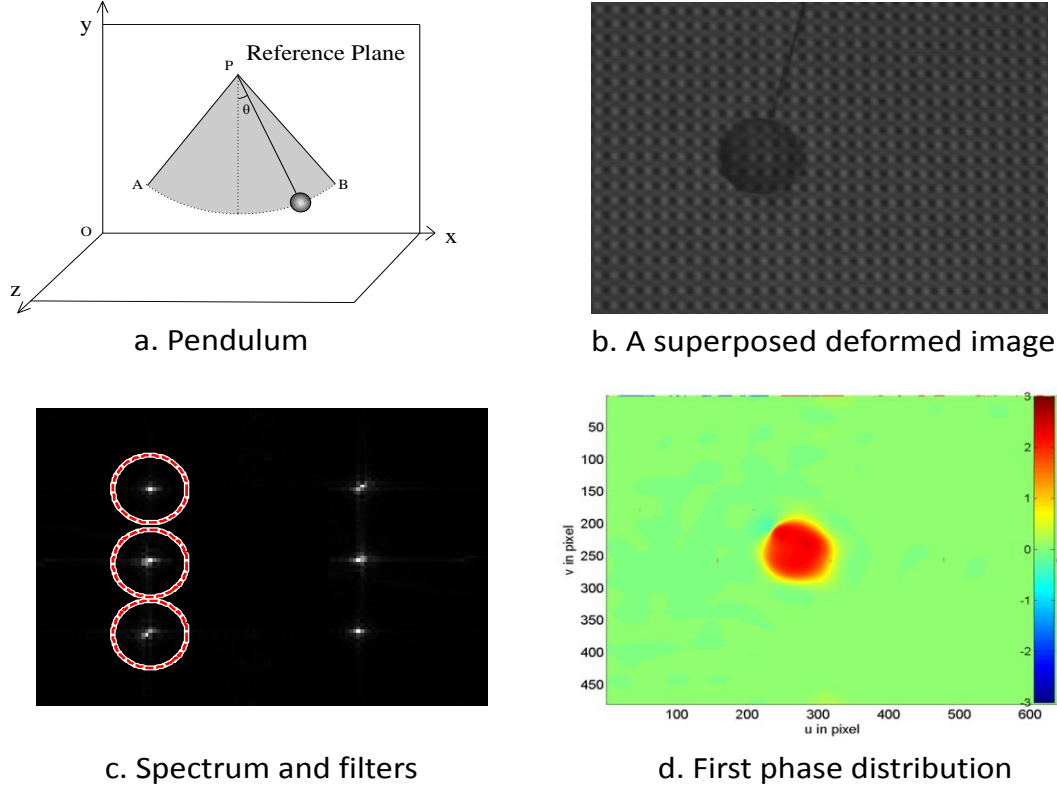 y
Reference Plane
P
θ
A
B
O
x
z
a. Pendulum
b. A superposed deformed image
c. Spectrum and filters
3
2
1
0
-1
-2
-3
50
100
150
200
250
300
350
400
450
v in pixel
100 200 300 400 500 600
u in pixel
d. First phase distribution